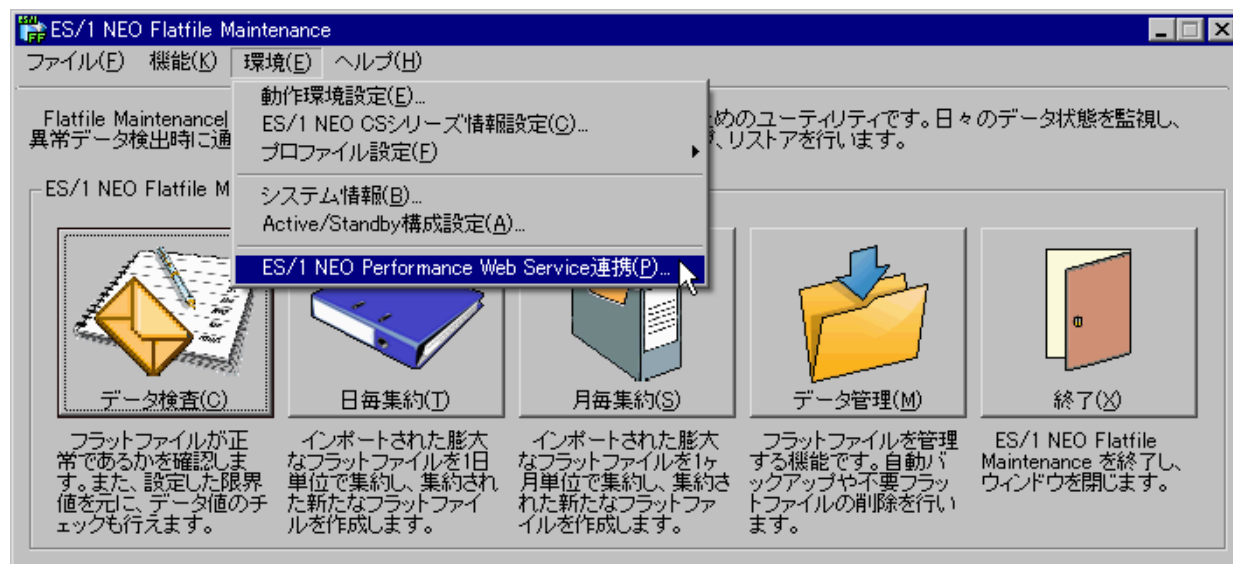 ES/1 NEO Flatfile Maintenance
ファイル(F) 機能(K) 環境(E) ヘルプ(H)
動作環境設定(E)...
ES/1 NEO CSシリーズ情報設定(C)...
プロファイル設定(F)
システム情報(B)...
Active/Standby構成設定(A)...
ES/1 NEO Performance Web Service連携(P)...
Flatfile Maintenance
めのユーティリティです。日々のデータ状態を監視し、
異常データ検出時に通
、リストアを行います。
ES/1 NEO Flatfile M
データ検査(C)
日毎集約(T)
月毎集約(S)
データ管理(M)
終了(X)
フラットファイルが正
常であるかを確認しま
す。また、設定した限界
値を元に、データ値のチ
ェックも行えます。
インポートされた膨大
なフラットファイルを1日
単位で集約し、集約され
た新たなフラットファイ
ルを作成します。
インポートされた膨大
なフラットファイルを1ヶ
月単位で集約し、集約さ
れた新たなフラットファ
イルを作成します。
フラットファイルを管理
する機能です。自動バ
ックアップや不要フラッ
トファイルの削除を行い
ます。
ES/1 NEO Flatfile
Maintenance を終了し、
ウィンドウを閉じます。